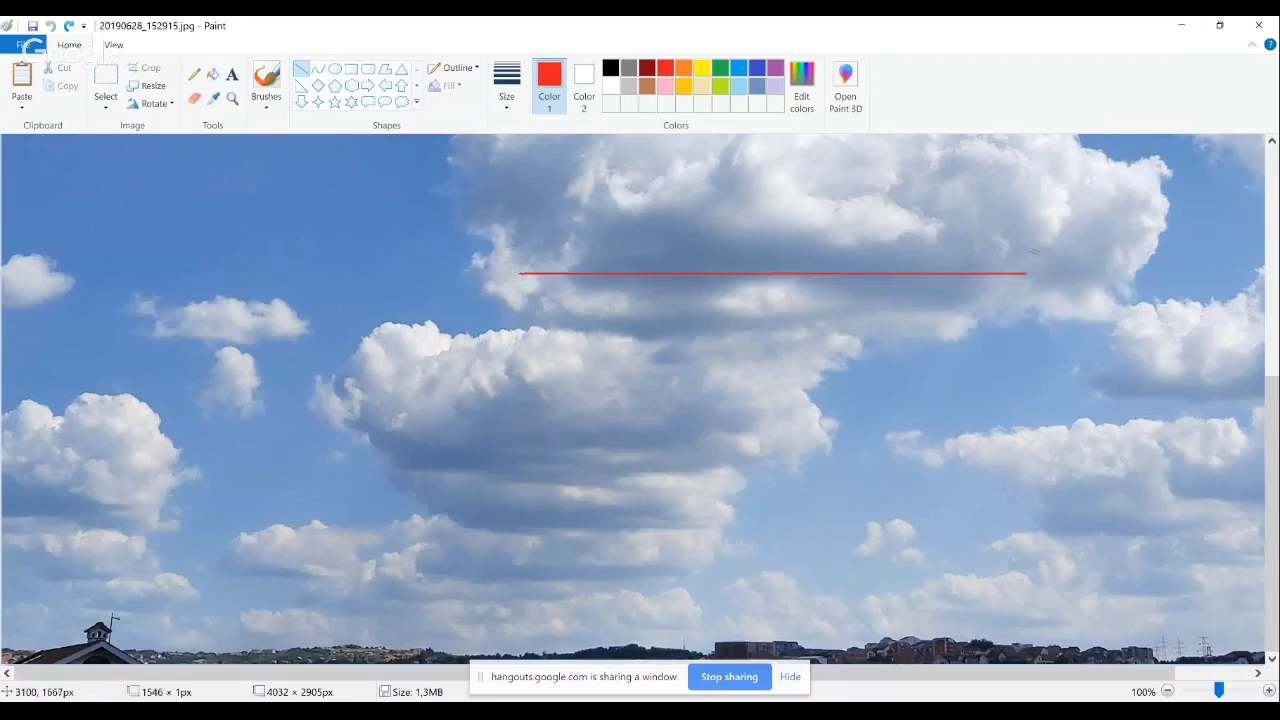 20190628_152915.jpg - Paint
File Home View
Google
Paste
Cut
Copy
Clipboard
Select
Crop
Resize
Rotate
Image
Tools
Brushes
Outline
Fill
Shapes
Size
Color 1
Color 2
Edit colors
Colors
Open Paint 3D
hangouts.google.com is sharing a window. Stop sharing Hide
3100, 1067px 1546 × 1px 4032 × 2905px Size: 1,3MB 100%